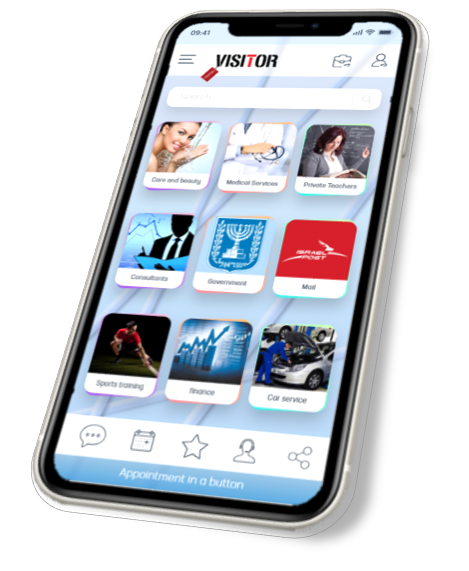 09:41
VISITOR
Search
Care and beauty
Medical Services
Private Teachers
Consultants
Government
ISRAEL
POST
Mail
Sports training
finance
Car service
Appointment in a button